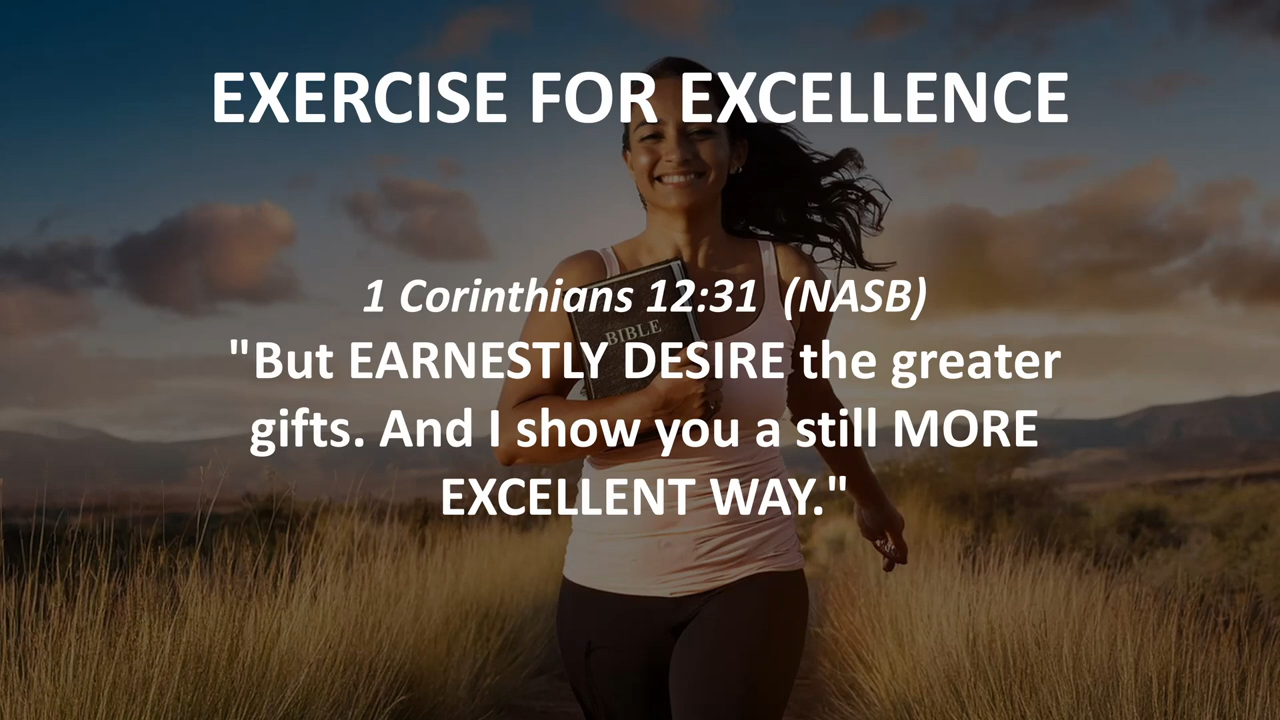 EXERCISE FOR EXCELLENCE
1 Corinthians 12:31 (NASB)
BIBLE
"But EARNESTLY DESIRE the greater
gifts. And I show you a still MORE
EXCELLENT WAY."